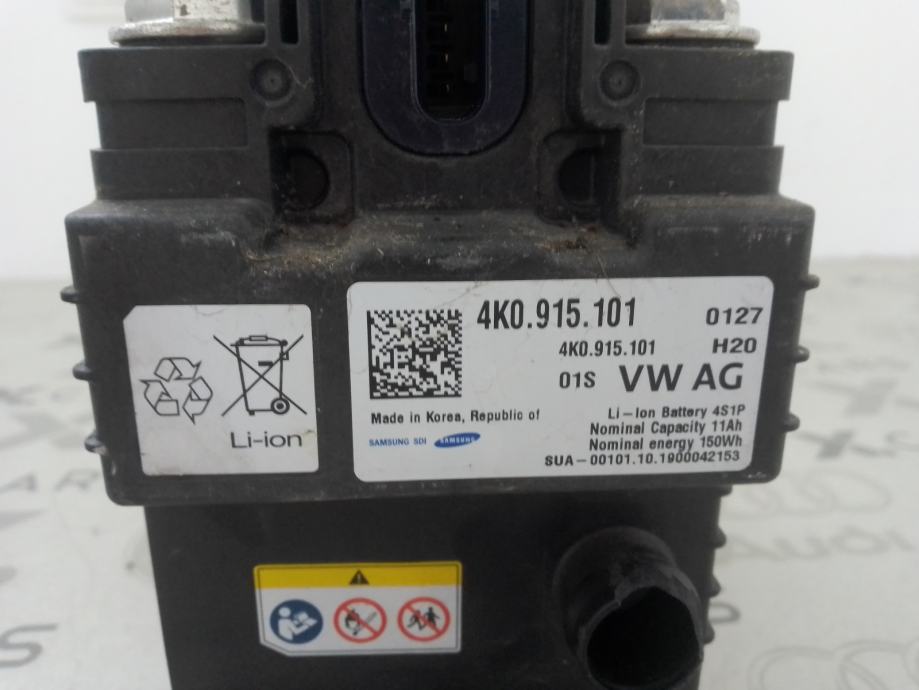 4K0.915.101 0127
4K0.915.101 H20
01S VW AG
Made in Korea, Republic of
Li-Ion Battery 4S1P
Nominal Capacity 11Ah
Nominal energy 150Wh
SAMSUNG SDI SAMSUNG
SUA-00101.10.1900042153
Li-ion